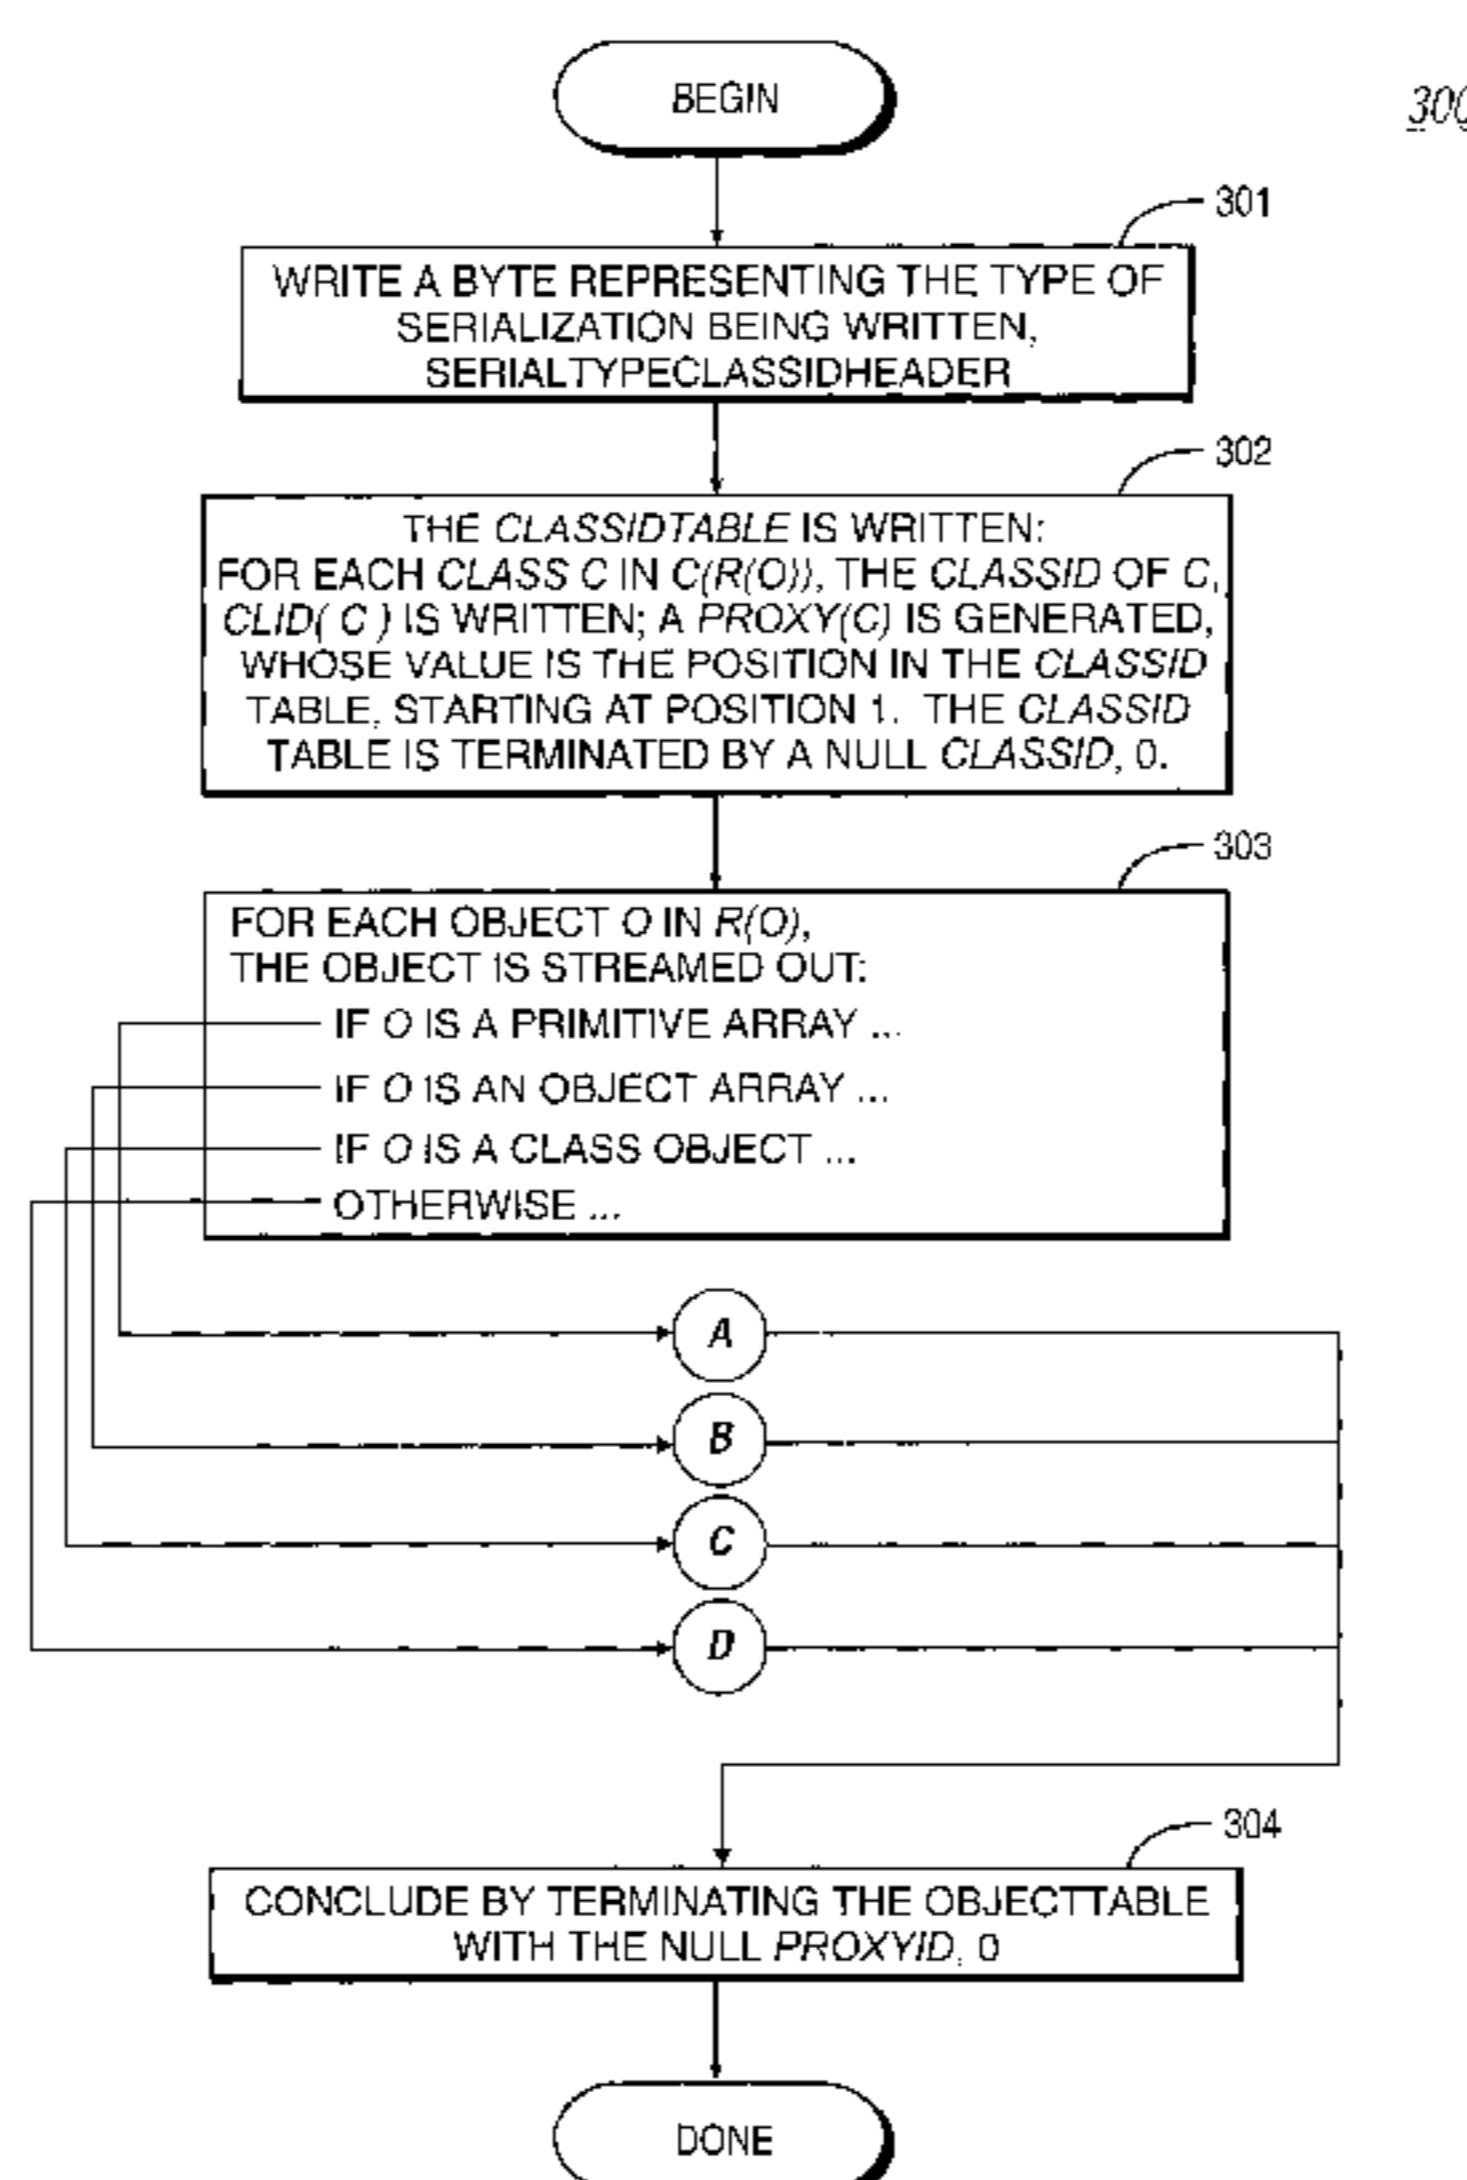 BEGIN
300
301
WRITE A BYTE REPRESENTING THE TYPE OF
SERIALIZATION BEING WRITTEN,
SERIALTYPECLASSIDHEADER
302
THE CLASSIDTABLE IS WRITTEN:
FOR EACH CLASS C IN C(R(O)), THE CLASSID OF C,
CLID( C ) IS WRITTEN; A PROXY(C) IS GENERATED,
WHOSE VALUE IS THE POSITION IN THE CLASSID
TABLE, STARTING AT POSITION 1. THE CLASSID
TABLE IS TERMINATED BY A NULL CLASSID, 0.
303
FOR EACH OBJECT O IN R(O),
THE OBJECT IS STREAMED OUT:
IF O IS A PRIMITIVE ARRAY ...
IF O IS AN OBJECT ARRAY ...
IF O IS A CLASS OBJECT ...
OTHERWISE ...
A
B
C
D
304
CONCLUDE BY TERMINATING THE OBJECTTABLE
WITH THE NULL PROXYID, 0
DONE